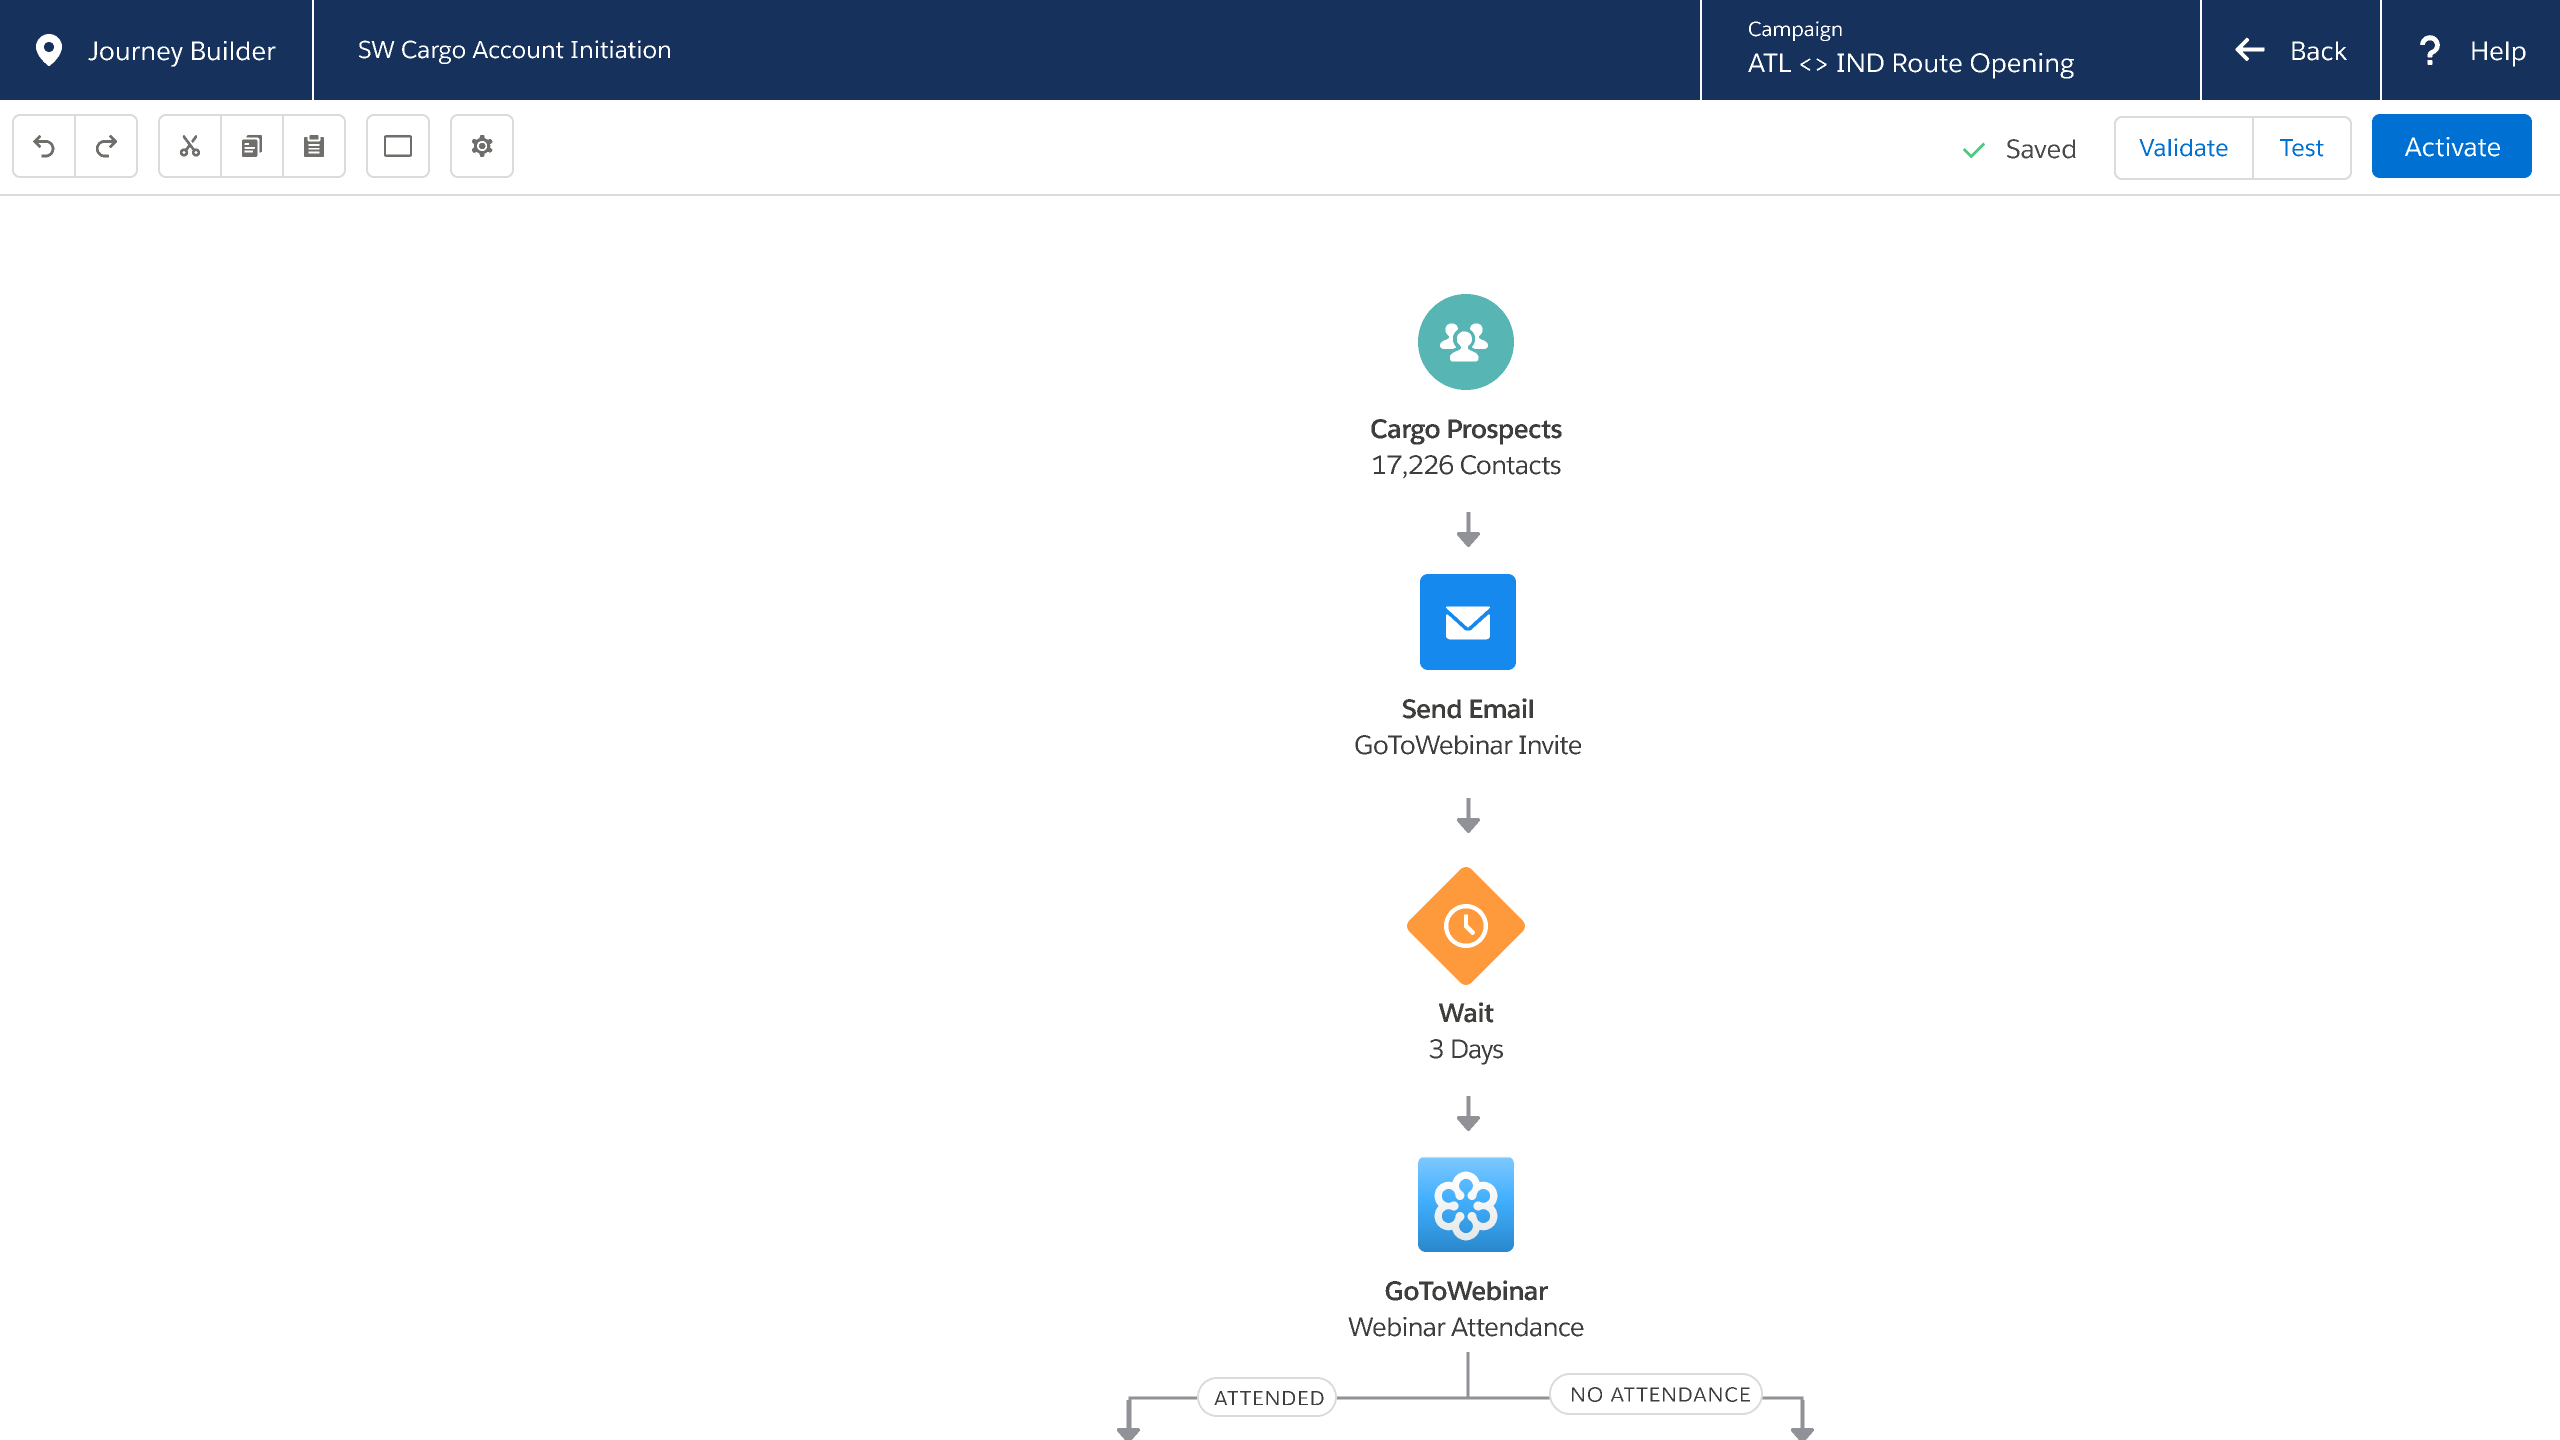 Journey Builder
SW Cargo Account Initiation
Campaign
ATL <> IND Route Opening
Back
? Help
Saved
Validate
Test
Activate
Cargo Prospects
17,226 Contacts
Send Email
GoToWebinar Invite
Wait
3 Days
GoToWebinar
Webinar Attendance
ATTENDED
NO ATTENDANCE